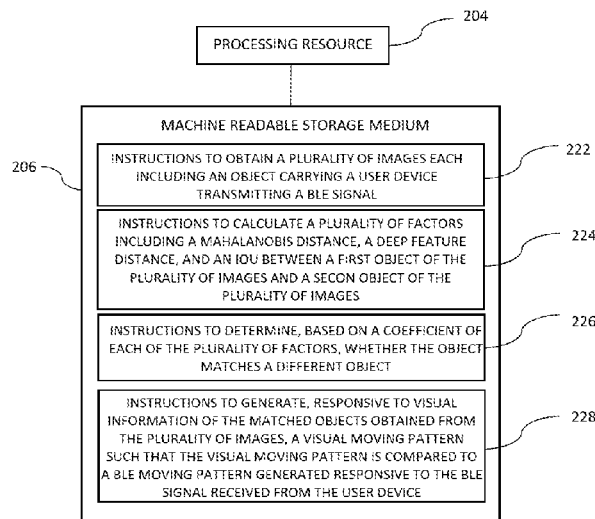 204
PROCESSING RESOURCE
MACHINE READABLE STORAGE MEDIUM
206
222
INSTRUCTIONS TO OBTAIN A PLURALITY OF IMAGES EACH
INCLUDING AN OBJECT CARRYING A USER DEVICE
TRANSMITTING A BLE SIGNAL
224
INSTRUCTIONS TO CALCULATE A PLURALITY OF FACTORS
INCLUDING A MAHALANOBIS DISTANCE, A DEEP FEATURE
DISTANCE, AND AN IOU BETWEEN A FIRST OBJECT OF THE
PLURALITY OF IMAGES AND A SECON OBJECT OF THE
PLURALITY OF IMAGES
226
INSTRUCTIONS TO DETERMINE, BASED ON A COEFFICIENT OF
EACH OF THE PLURALITY OF FACTORS, WHETHER THE OBJECT
MATCHES A DIFFERENT OBJECT
228
INSTRUCTIONS TO GENERATE, RESPONSIVE TO VISUAL
INFORMATION OF THE MATCHED OBJECTS OBTAINED FROM
THE PLURALITY OF IMAGES, A VISUAL MOVING PATTERN
SUCH THAT THE VISUAL MOVING PATTERN IS COMPARED TO
A BLE MOVING PATTERN GENERATED RESPONSIVE TO THE BLE
SIGNAL RECEIVED FROM THE USER DEVICE